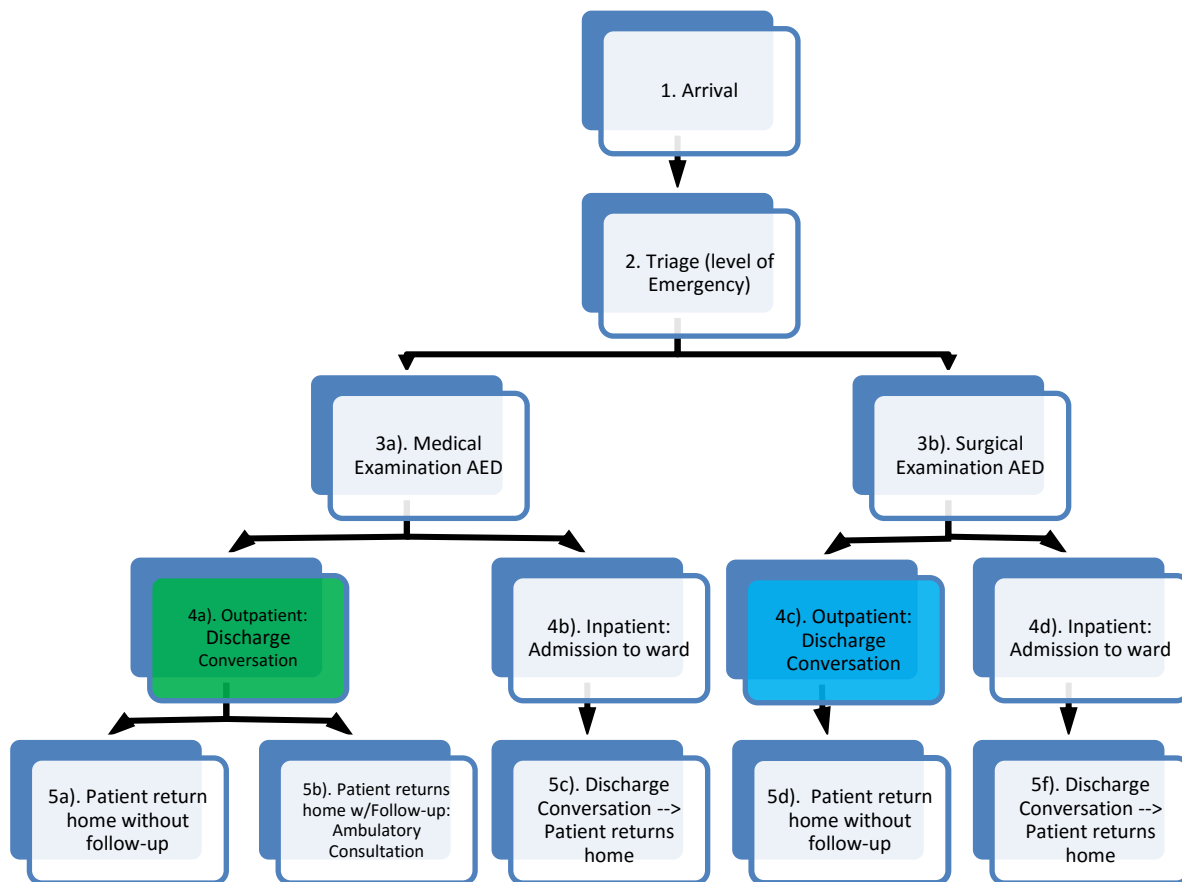 1. Arrival
2. Triage (level of
Emergency)
3a). Medical
Examination AED
3b). Surgical
Examination AED
4a). Outpatient:
Discharge
Conversation
4b). Inpatient:
Admission to ward
4c). Outpatient:
Discharge
Conversation
4d). Inpatient:
Admission to ward
5a). Patient return
home without
follow-up
5b). Patient returns
home w/Follow-up:
Ambulatory
Consultation
5c). Discharge
Conversation -->
Patient returns
home
5d). Patient return
home without
follow-up
5f). Discharge
Conversation -->
Patient returns
home